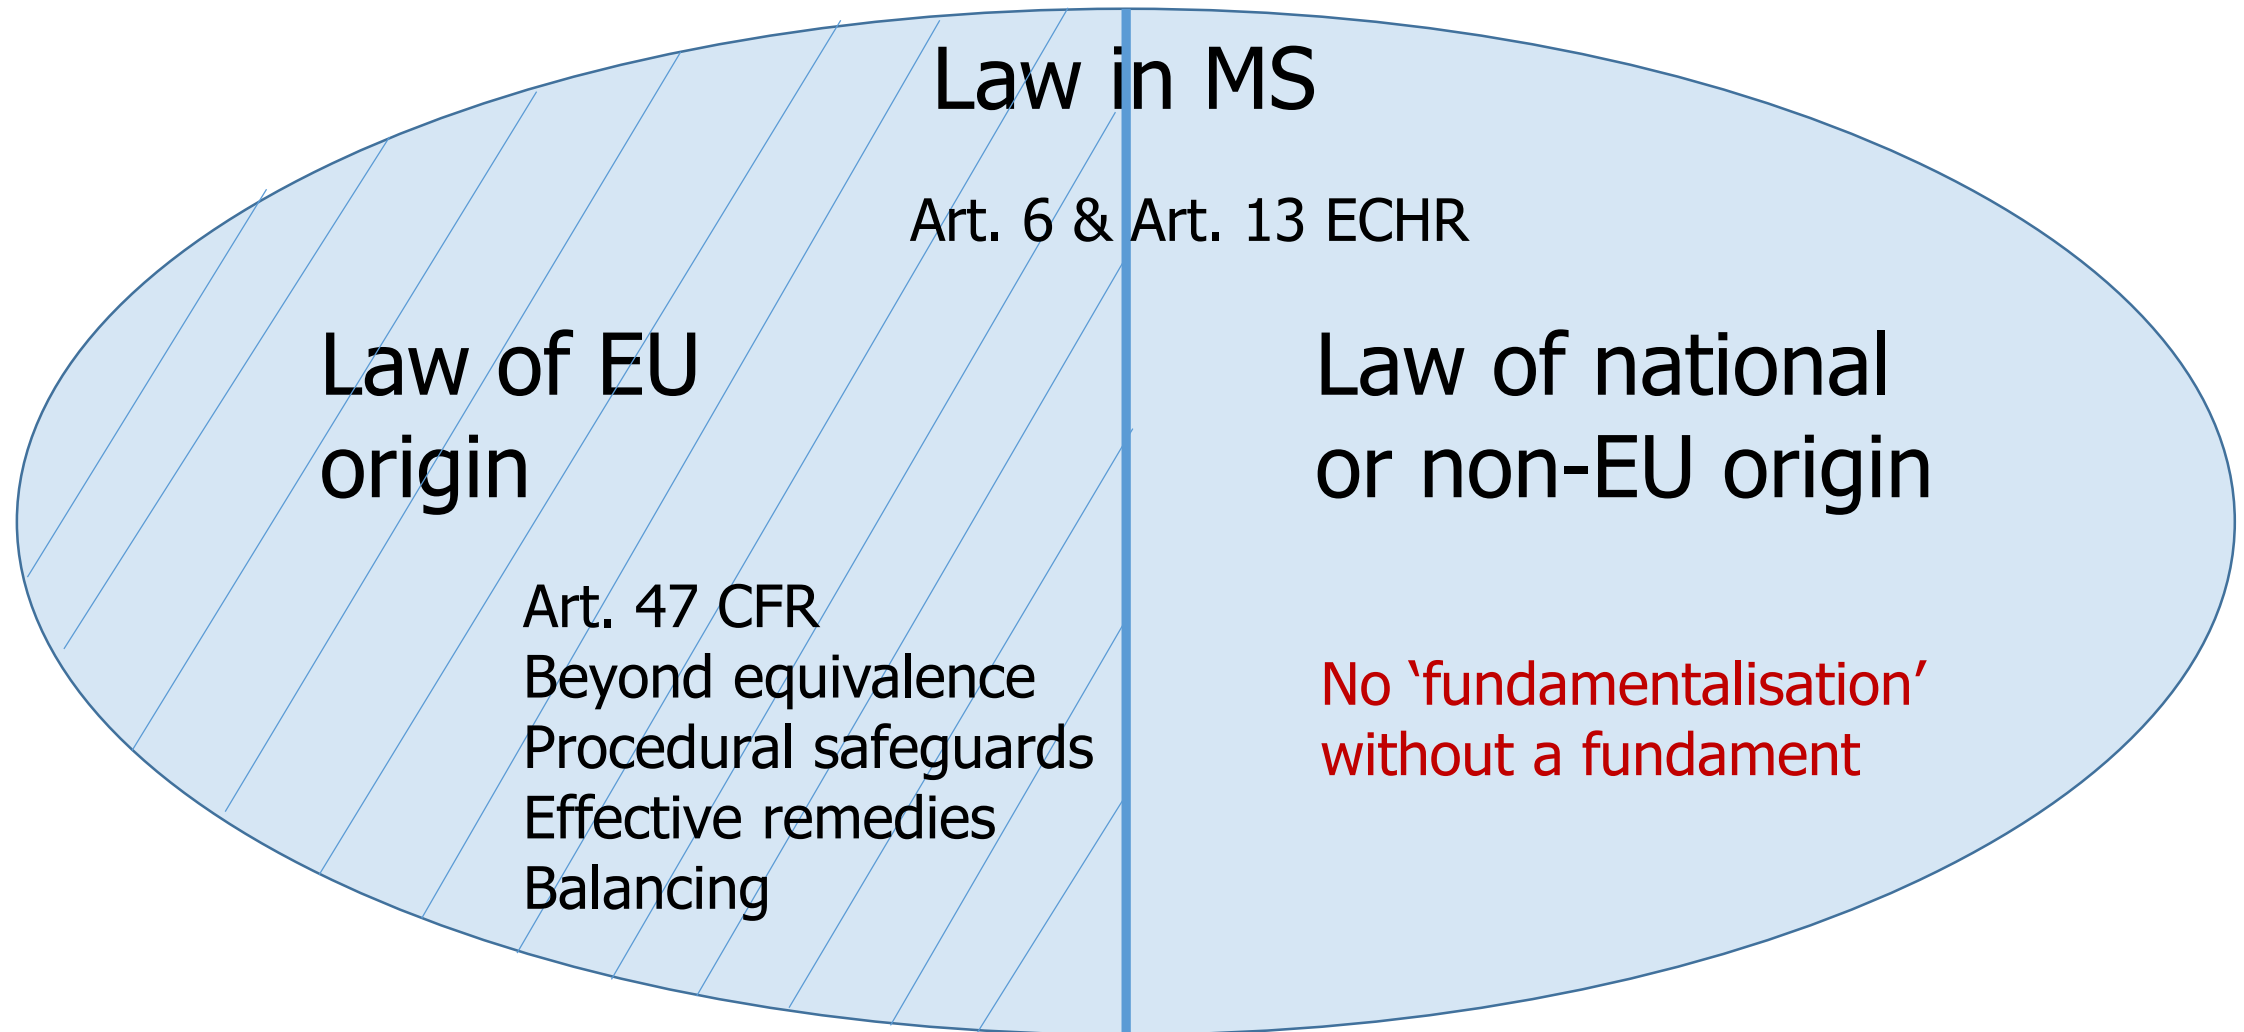 Law in MS
Art. 6 & Art. 13 ECHR
Law of EU
origin
Law of national
or non-EU origin
Art. 47 CFR
Beyond equivalence
Procedural safeguards
Effective remedies
Balancing
No ‘fundamentalisation’
without a fundament